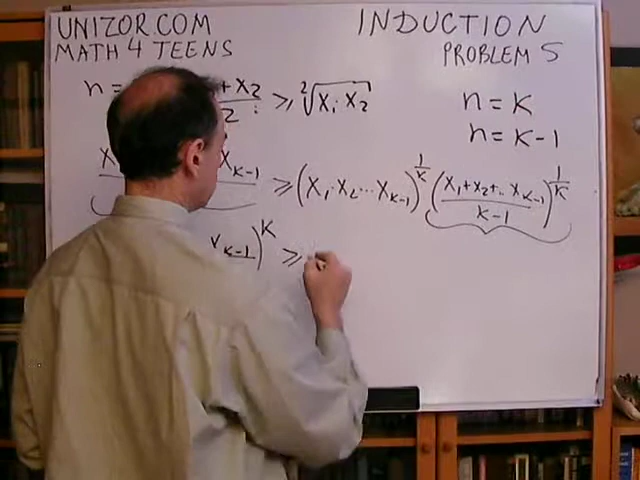 UNIZOR.COM INDUCTION
MATH 4 TEENS PROBLEM 5
n = + X2 / 2 ≥ ²√(X1 · X2) n = K
n = K-1
X XK-1 ≥ (X1 · X2 ... XK-1)^(1/K) ((X1 + X2 + ... XK-1) / (K-1))^(1/K)
K-1)^K ≥